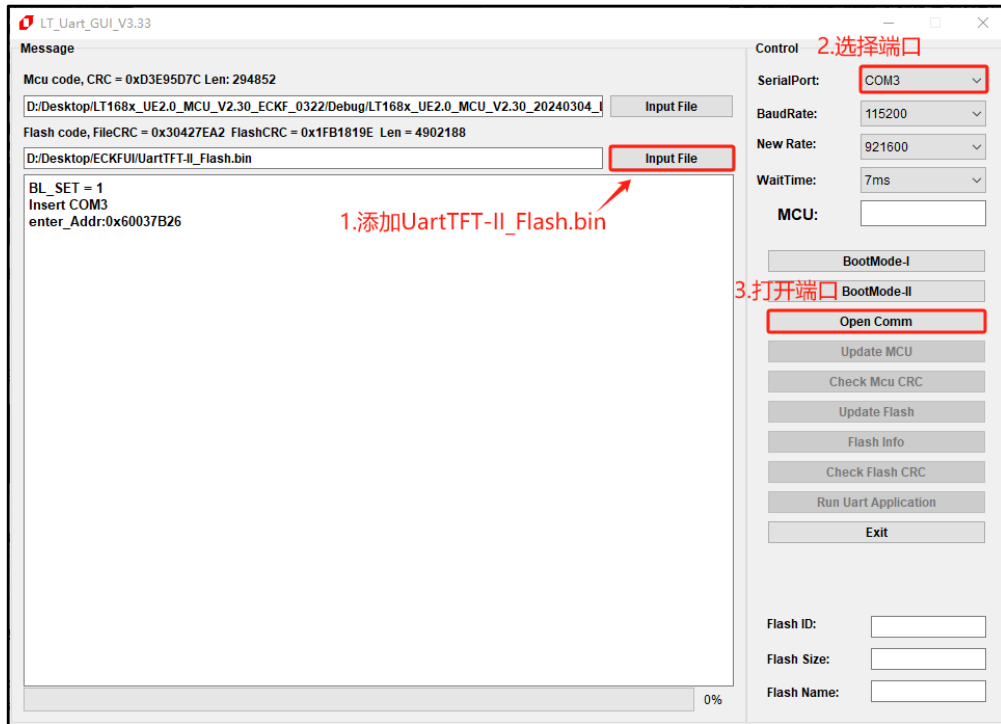 LT_Uart_GUI_V3.33
Message
Mcu code, CRC = 0xD3E95D7C Len: 294852
D:/Desktop/LT168x_UE2.0_MCU_V2.30_ECKF_0322/Debug/LT168x_UE2.0_MCU_V2.30_20240304_
Input File
Flash code, FileCRC = 0x30427EA2 FlashCRC = 0x1FB1819E Len = 4902188
D:/Desktop/ECKFUI/UartTFT-II_Flash.bin
Input File
BL_SET = 1
Insert COM3
enter_Addr:0x60037B26
1.添加UartTFT-II_Flash.bin
0%
Control
2.选择端口
SerialPort: COM3
BaudRate: 115200
New Rate: 921600
WaitTime: 7ms
MCU:
BootMode-I
3.打开端口
BootMode-II
Open Comm
Update MCU
Check Mcu CRC
Update Flash
Flash Info
Check Flash CRC
Run Uart Application
Exit
Flash ID:
Flash Size:
Flash Name: